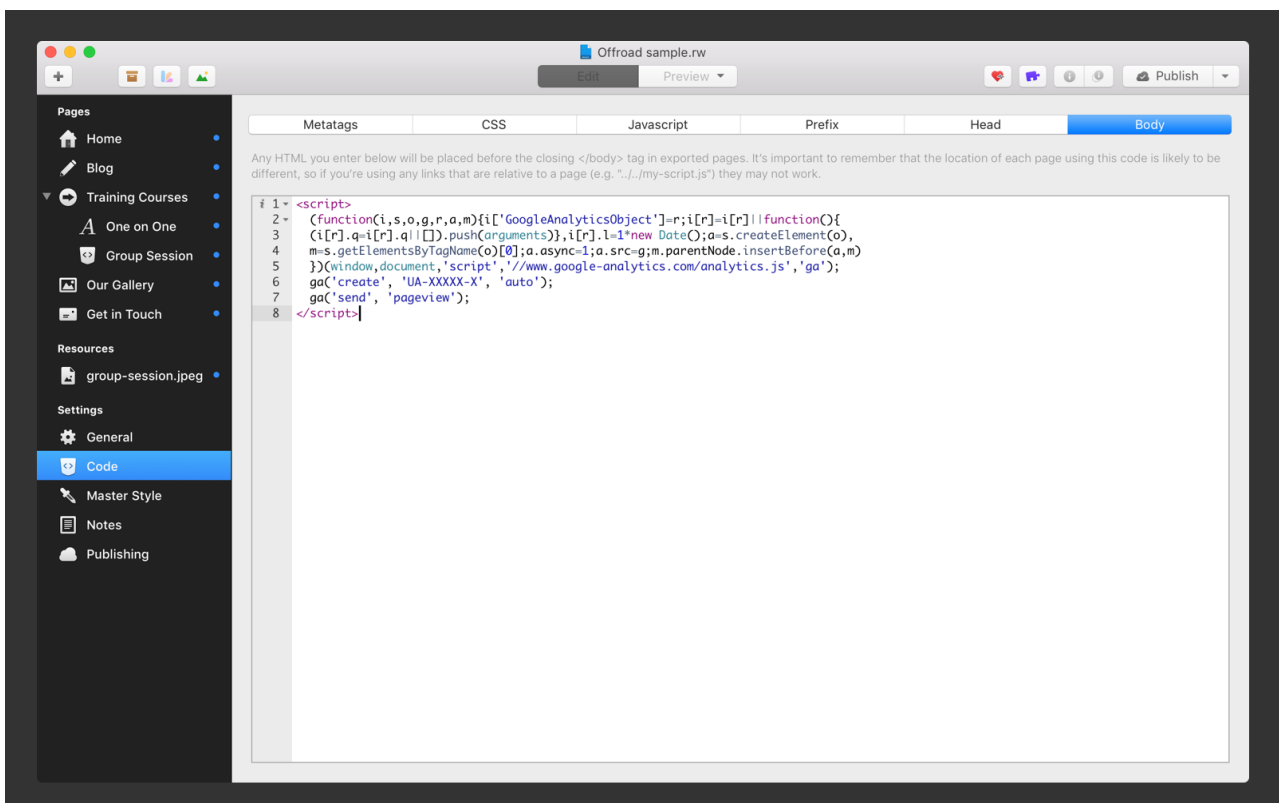 Offroad sample.rw
Edit
Preview
Publish
Pages
Home
Blog
Training Courses
A One on One
Group Session
Our Gallery
Get in Touch
Resources
group-session.jpeg
Settings
General
Code
Master Style
Notes
Publishing
Metatags CSS Javascript Prefix Head Body
Any HTML you enter below will be placed before the closing </body> tag in exported pages. It's important to remember that the location of each page using this code is likely to be
different, so if you're using any links that are relative to a page (e.g. "../../my-script.js") they may not work.
i 1 <script>
2 (function(i,s,o,g,r,a,m){i['GoogleAnalyticsObject']=r;i[r]=i[r]||function(){
3 (i[r].q=i[r].q||[]).push(arguments)},i[r].l=1*new Date();a=s.createElement(o),
4 m=s.getElementsByTagName(o)[0];a.async=1;a.src=g;m.parentNode.insertBefore(a,m)
5 })(window,document,'script','//www.google-analytics.com/analytics.js','ga');
6 ga('create', 'UA-XXXXX-X', 'auto');
7 ga('send', 'pageview');
8 </script>